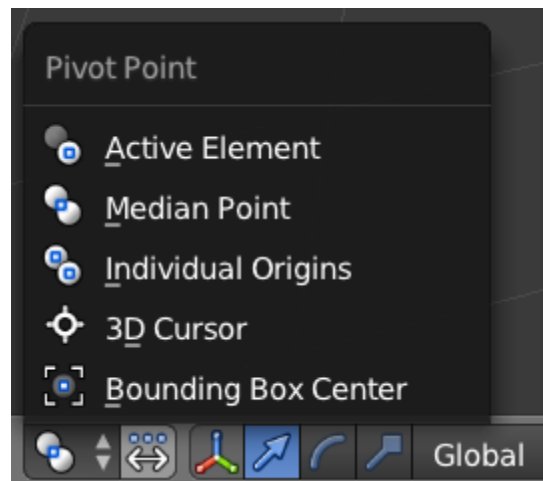 Pivot Point
Active Element
Median Point
Individual Origins
3D Cursor
Bounding Box Center
Global